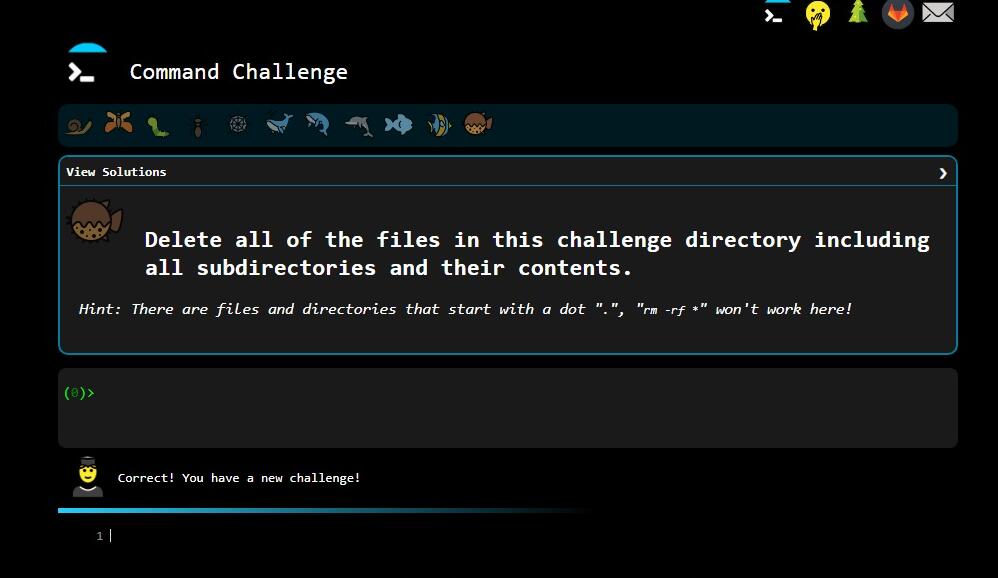 Command Challenge
View Solutions
Delete all of the files in this challenge directory including
all subdirectories and their contents.
Hint: There are files and directories that start with a dot ".", "rm -rf *" won't work here!
(0)>
Correct! You have a new challenge!
1